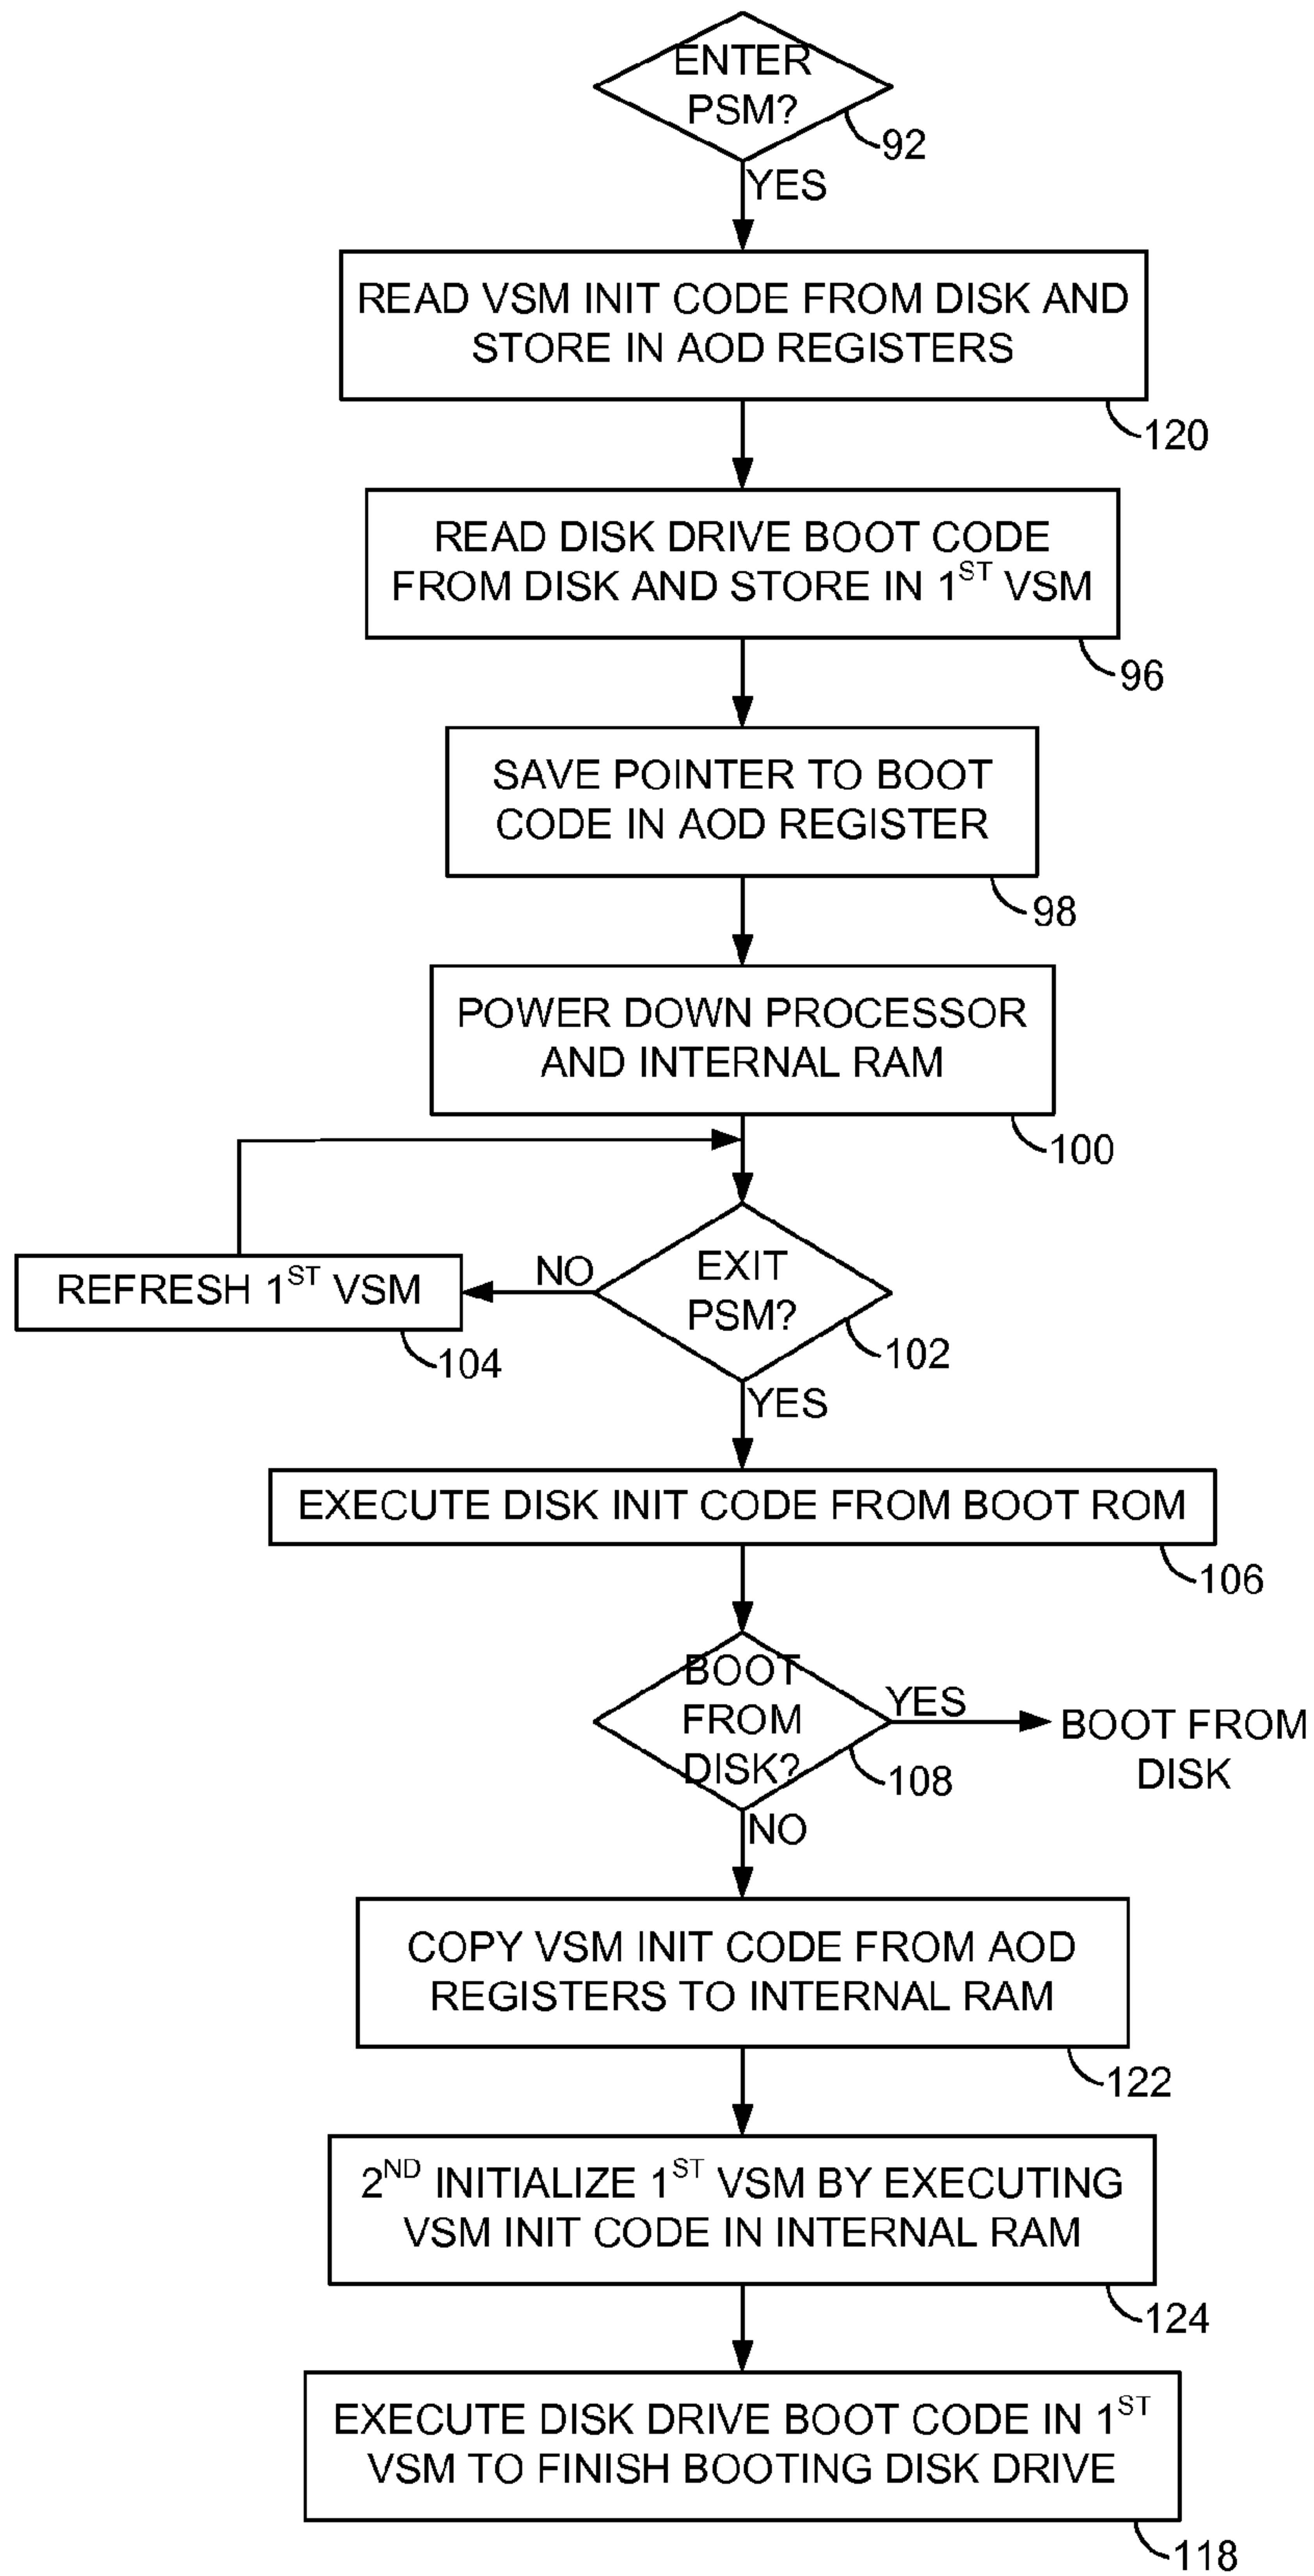 ENTER
PSM?
92
YES
READ VSM INIT CODE FROM DISK AND
STORE IN AOD REGISTERS
120
READ DISK DRIVE BOOT CODE
FROM DISK AND STORE IN 1ST VSM
96
SAVE POINTER TO BOOT
CODE IN AOD REGISTER
98
POWER DOWN PROCESSOR
AND INTERNAL RAM
100
REFRESH 1ST VSM
104
NO
EXIT
PSM?
102
YES
EXECUTE DISK INIT CODE FROM BOOT ROM
106
BOOT
FROM
DISK?
108
YES
BOOT FROM
DISK
NO
COPY VSM INIT CODE FROM AOD
REGISTERS TO INTERNAL RAM
122
2ND INITIALIZE 1ST VSM BY EXECUTING
VSM INIT CODE IN INTERNAL RAM
124
EXECUTE DISK DRIVE BOOT CODE IN 1ST
VSM TO FINISH BOOTING DISK DRIVE
118